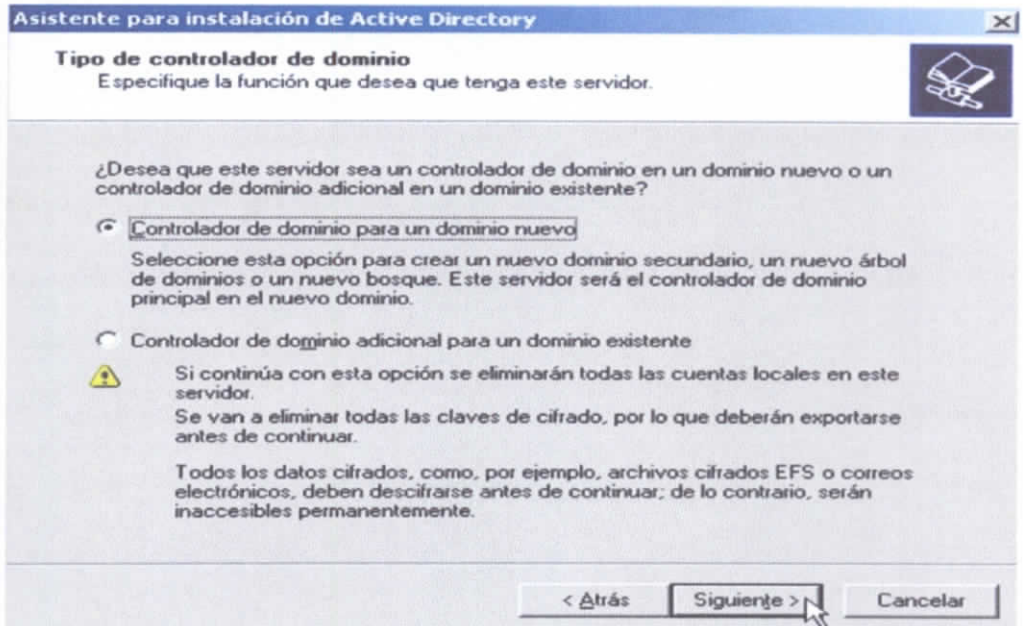 Asistente para instalación de Active Directory
Tipo de controlador de dominio
Especifique la función que desea que tenga este servidor.
¿Desea que este servidor sea un controlador de dominio en un dominio nuevo o un
controlador de dominio adicional en un dominio existente?
Controlador de dominio para un dominio nuevo
Seleccione esta opción para crear un nuevo dominio secundario, un nuevo árbol
de dominios o un nuevo bosque. Este servidor será el controlador de dominio
principal en el nuevo dominio.
Controlador de dominio adicional para un dominio existente
Si continúa con esta opción se eliminarán todas las cuentas locales en este
servidor.
Se van a eliminar todas las claves de cifrado, por lo que deberán exportarse
antes de continuar.
Todos los datos cifrados, como, por ejemplo, archivos cifrados EFS o correos
electrónicos, deben descifrarse antes de continuar; de lo contrario, serán
inaccesibles permanentemente.
< Atrás
Siguiente >
Cancelar